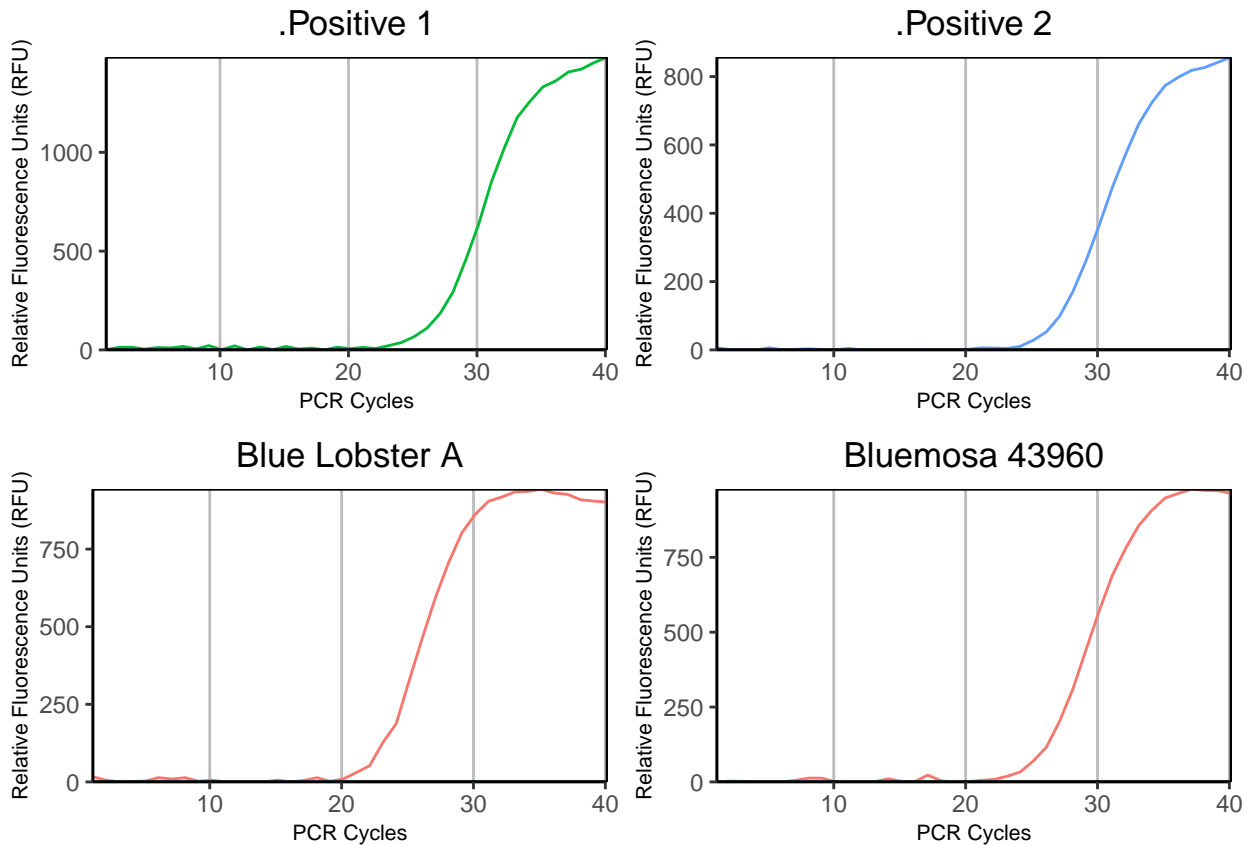 .Positive 1
Relative Fluorescence Units (RFU)
1000
500
0
10 20 30 40
PCR Cycles
.Positive 2
Relative Fluorescence Units (RFU)
800
600
400
200
0
10 20 30 40
PCR Cycles
Blue Lobster A
Relative Fluorescence Units (RFU)
750
500
250
0
10 20 30 40
PCR Cycles
Bluemosa 43960
Relative Fluorescence Units (RFU)
750
500
250
0
10 20 30 40
PCR Cycles